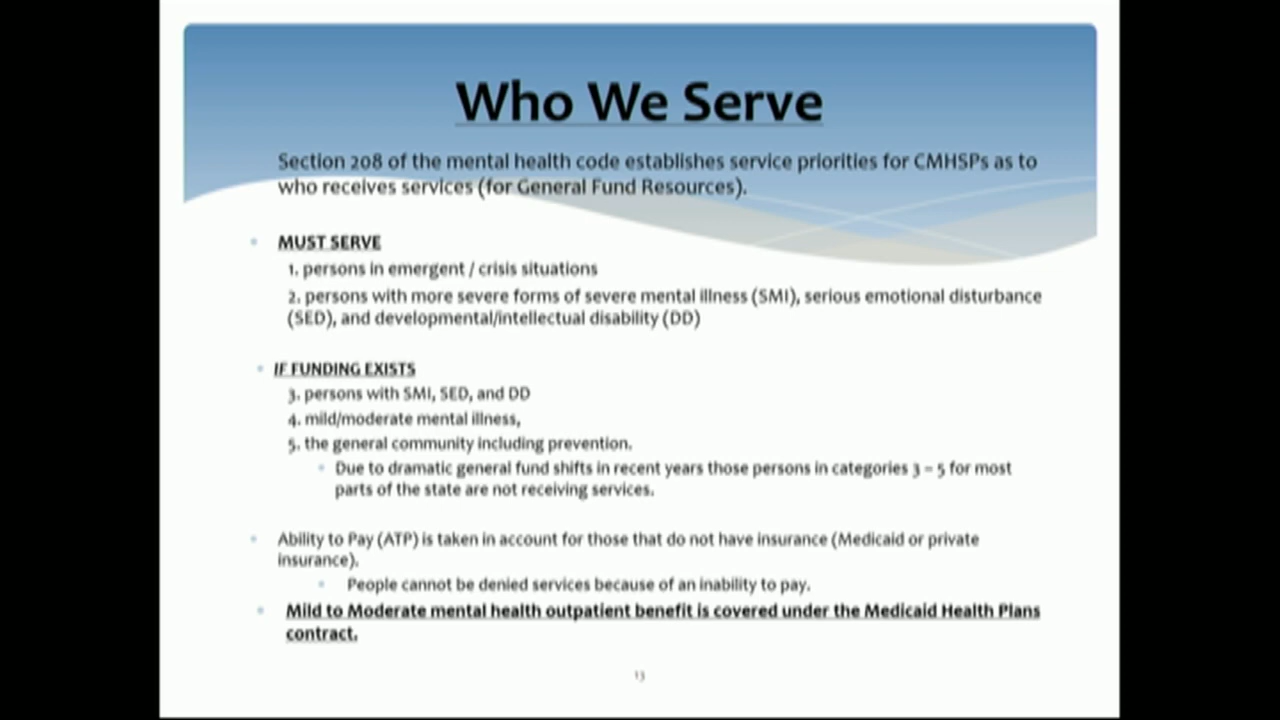 Who We Serve
Section 208 of the mental health code establishes service priorities for CMHSPs as to
who receives services (for General Fund Resources).
MUST SERVE
1. persons in emergent / crisis situations
2. persons with more severe forms of severe mental illness (SMI), serious emotional disturbance
(SED), and developmental/intellectual disability (DD)
IF FUNDING EXISTS
3. persons with SMI, SED, and DD
4. mild/moderate mental illness,
5. the general community including prevention.
Due to dramatic general fund shifts in recent years those persons in categories 3 – 5 for most
parts of the state are not receiving services.
Ability to Pay (ATP) is taken in account for those that do not have insurance (Medicaid or private
insurance).
People cannot be denied services because of an inability to pay.
Mild to Moderate mental health outpatient benefit is covered under the Medicaid Health Plans
contract.
13